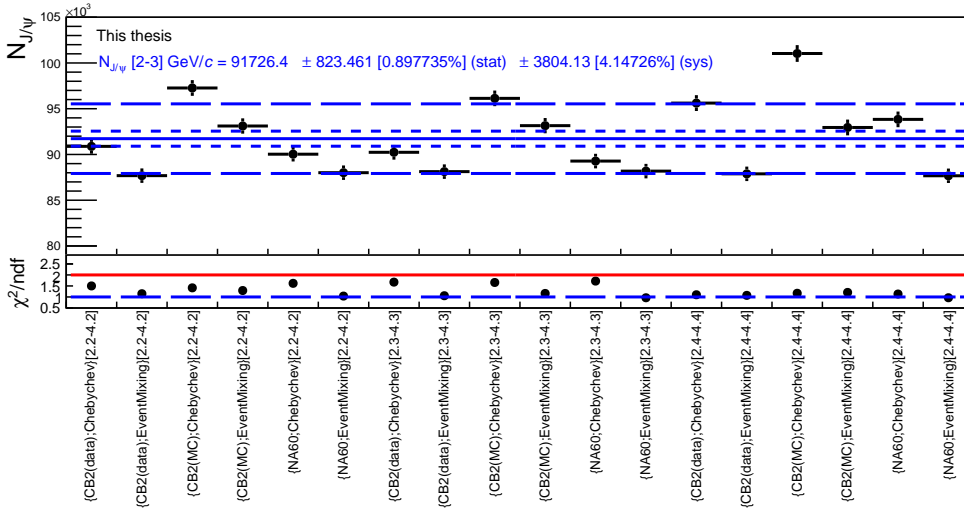 ×10³
105
This thesis
N_J/ψ [2-3] GeV/c = 91726.4 ± 823.461 [0.897735%] (stat) ± 3804.13 [4.14726%] (sys)
N_J/ψ
100
95
90
85
80
χ²/ndf
2.5
2
1.5
1
0.5
{CB2(data);Chebychev}[2.2-4.2]
{CB2(data);EventMixing}[2.2-4.2]
{CB2(MC);Chebychev}[2.2-4.2]
{CB2(MC);EventMixing}[2.2-4.2]
{NA60;Chebychev}[2.2-4.2]
{NA60;EventMixing}[2.2-4.2]
{CB2(data);Chebychev}[2.3-4.3]
{CB2(data);EventMixing}[2.3-4.3]
{CB2(MC);Chebychev}[2.3-4.3]
{CB2(MC);EventMixing}[2.3-4.3]
{NA60;Chebychev}[2.3-4.3]
{NA60;EventMixing}[2.3-4.3]
{CB2(data);Chebychev}[2.4-4.4]
{CB2(data);EventMixing}[2.4-4.4]
{CB2(MC);Chebychev}[2.4-4.4]
{CB2(MC);EventMixing}[2.4-4.4]
{NA60;Chebychev}[2.4-4.4]
{NA60;EventMixing}[2.4-4.4]